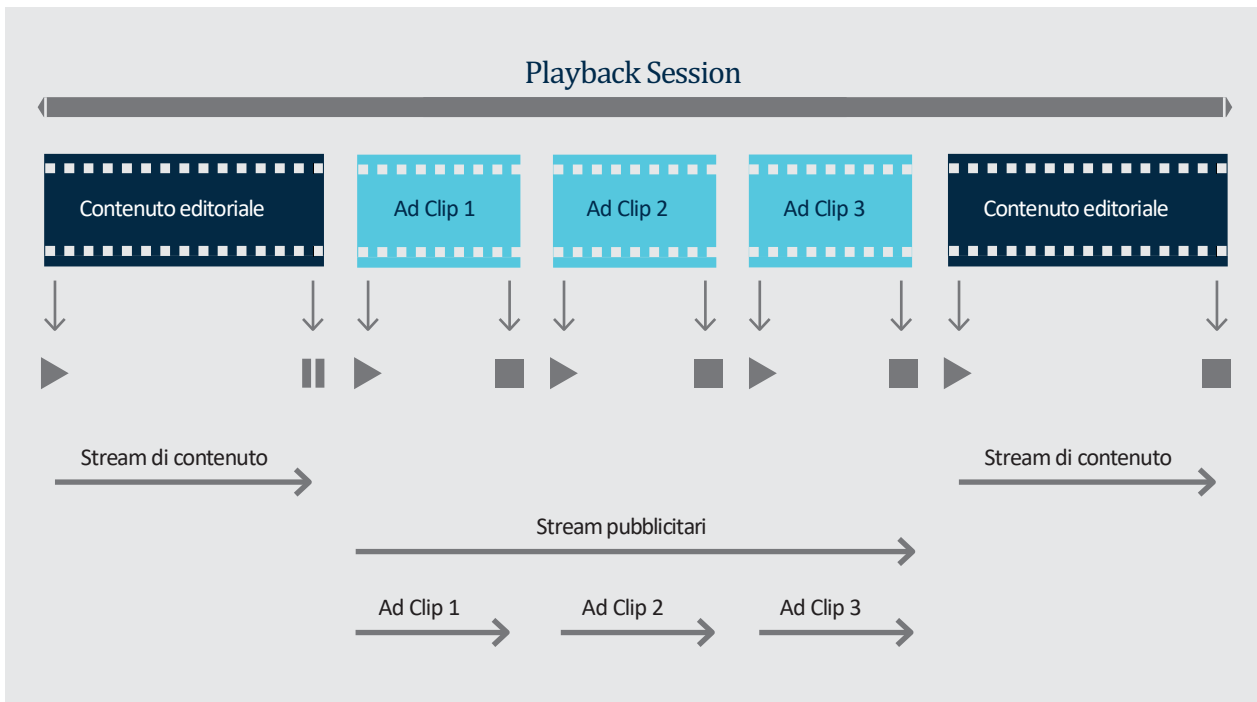 Playback Session
Contenuto editoriale
Ad Clip 1
Ad Clip 2
Ad Clip 3
Contenuto editoriale
Stream di contenuto
Stream di contenuto
Stream pubblicitari
Ad Clip 1
Ad Clip 2
Ad Clip 3